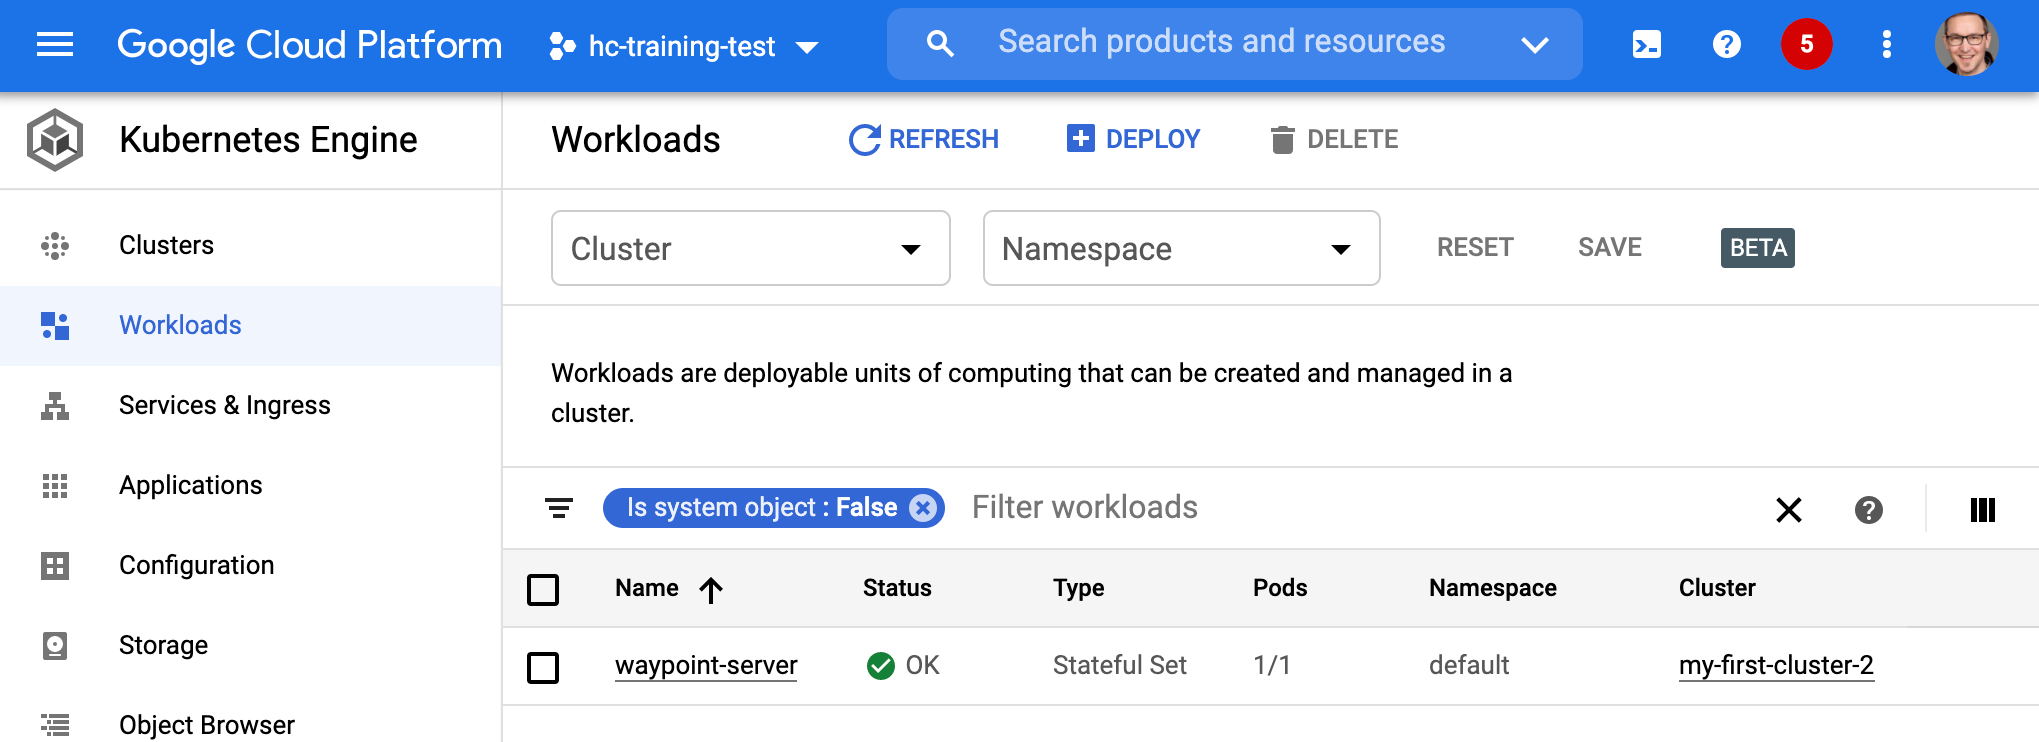 Google Cloud Platform
hc-training-test
Search products and resources
5
Kubernetes Engine
Workloads
REFRESH
DEPLOY
DELETE
Clusters
Workloads
Services & Ingress
Applications
Configuration
Storage
Object Browser
Cluster
Namespace
RESET
SAVE
BETA
Workloads are deployable units of computing that can be created and managed in a
cluster.
Is system object : False
Filter workloads
Name Status Type Pods Namespace Cluster
waypoint-server OK Stateful Set 1/1 default my-first-cluster-2